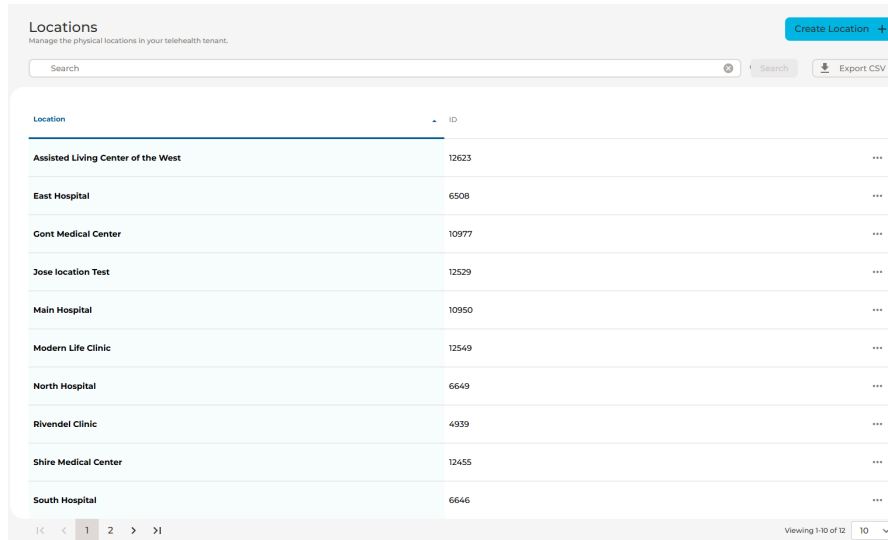 Locations
Create Location +
Manage the physical locations in your telehealth tenant.
Search Search Export CSV
Location ID
Assisted Living Center of the West 12623
East Hospital 6508
Gont Medical Center 10977
Jose location Test 12529
Main Hospital 10950
Modern Life Clinic 12549
North Hospital 6649
Rivendel Clinic 4939
Shire Medical Center 12455
South Hospital 6646
1 2 Viewing 1-10 of 12 10